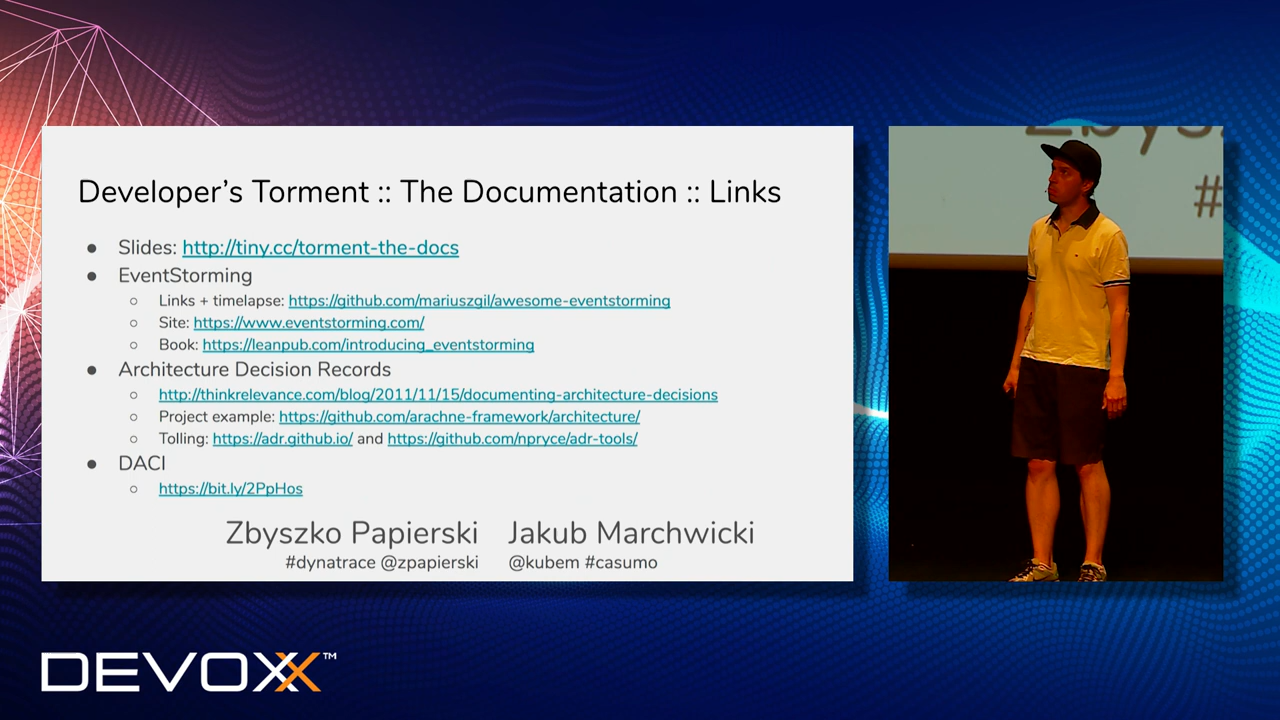 Developer's Torment :: The Documentation :: Links
● Slides: http://tiny.cc/torment-the-docs
● EventStorming
○ Links + timelapse: https://github.com/mariuszgil/awesome-eventstorming
○ Site: https://www.eventstorming.com/
○ Book: https://leanpub.com/introducing_eventstorming
● Architecture Decision Records
○ http://thinkrelevance.com/blog/2011/11/15/documenting-architecture-decisions
○ Project example: https://github.com/arachne-framework/architecture/
○ Tolling: https://adr.github.io/ and https://github.com/npryce/adr-tools/
● DACI
○ https://bit.ly/2PpHos
Zbyszko Papierski Jakub Marchwicki
#dynatrace @zpapierski @kubem #casumo
Zbys
#
DEVOXX™